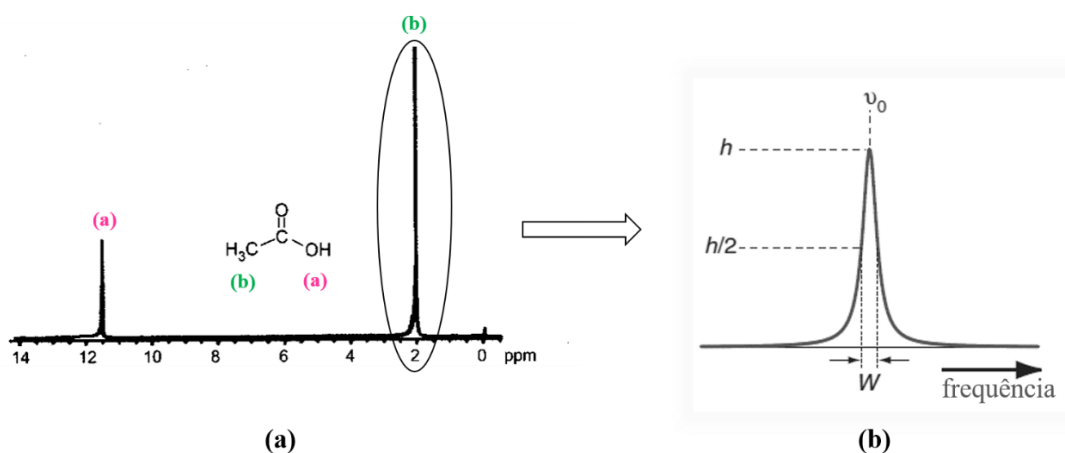 (b)
(a)
O
H₃C
OH
(b)
(a)
14 12 10 8 6 4 2 0 ppm
(a)
υ₀
h
h/2
W
frequência
(b)